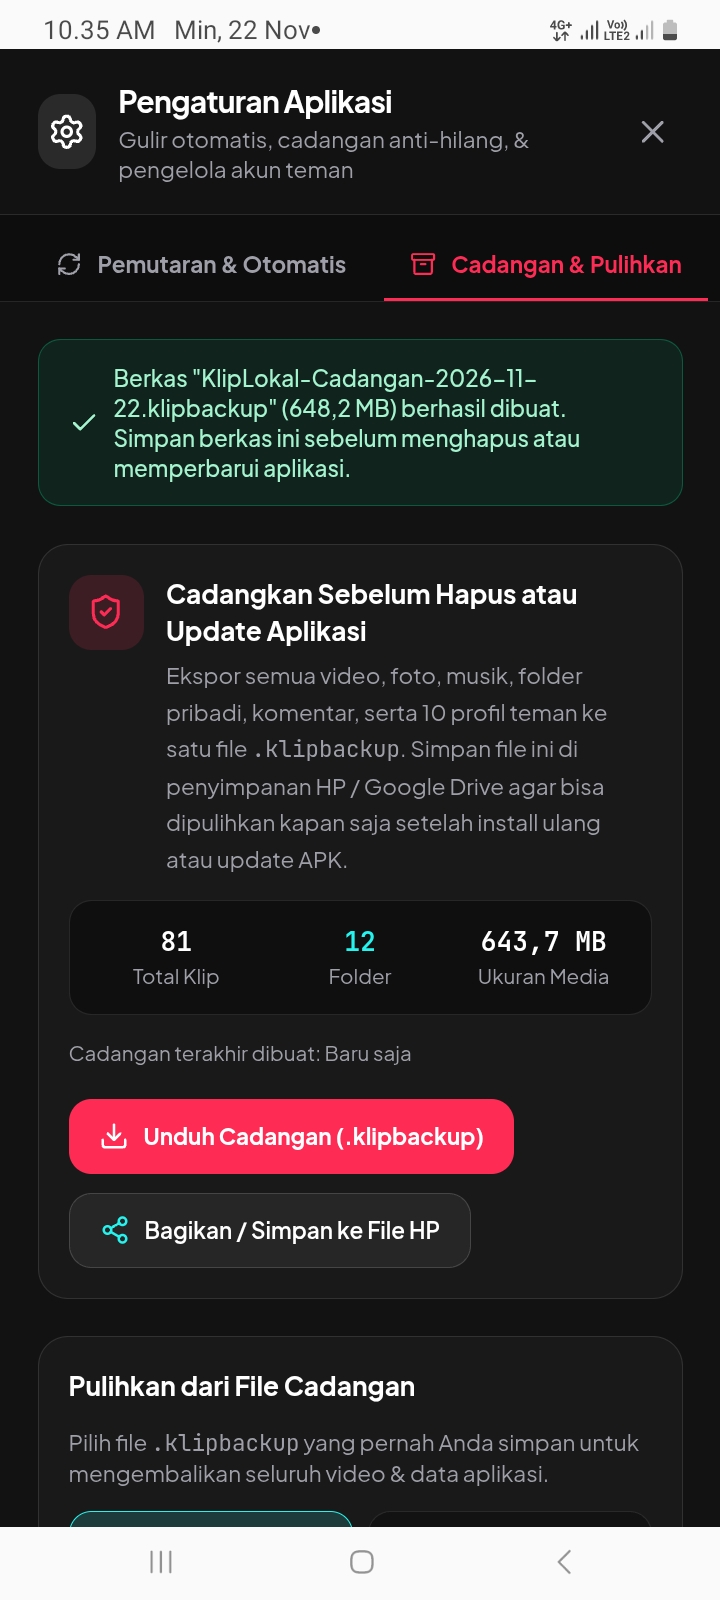 10.35 AM Min, 22 Nov•
4G+ Vo)) LTE2
Pengaturan Aplikasi
Gulir otomatis, cadangan anti-hilang, &
pengelola akun teman
Pemutaran & Otomatis Cadangan & Pulihkan
Berkas "KlipLokal-Cadangan-2026-11-
22.klipbackup" (648,2 MB) berhasil dibuat.
Simpan berkas ini sebelum menghapus atau
memperbarui aplikasi.
Cadangkan Sebelum Hapus atau
Update Aplikasi
Ekspor semua video, foto, musik, folder
pribadi, komentar, serta 10 profil teman ke
satu file .klipbackup. Simpan file ini di
penyimpanan HP / Google Drive agar bisa
dipulihkan kapan saja setelah install ulang
atau update APK.
81 12 643,7 MB
Total Klip Folder Ukuran Media
Cadangan terakhir dibuat: Baru saja
Unduh Cadangan (.klipbackup)
Bagikan / Simpan ke File HP
Pulihkan dari File Cadangan
Pilih file .klipbackup yang pernah Anda simpan untuk
mengembalikan seluruh video & data aplikasi.